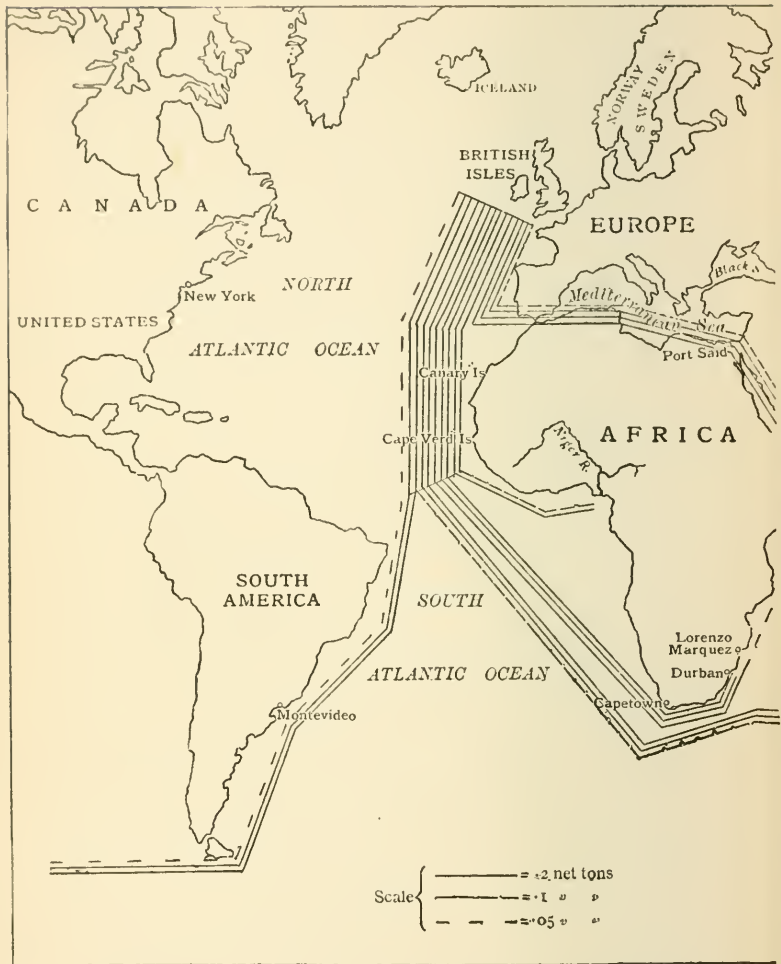 ICELAND
NORWAY
SWEDEN
BRITISH
ISLES
CANADA
EUROPE
Black S
NORTH
New York
Mediterranean Sea
UNITED STATES
ATLANTIC OCEAN
Port Said
Canary Is
AFRICA
Cape Verd Is
Niger R.
SOUTH
AMERICA
SOUTH
Lorenzo
Marquez
ATLANTIC OCEAN
Durban
Capetown
Montevideo
Scale
= .2 net tons
= .1 " "
= .05 " "